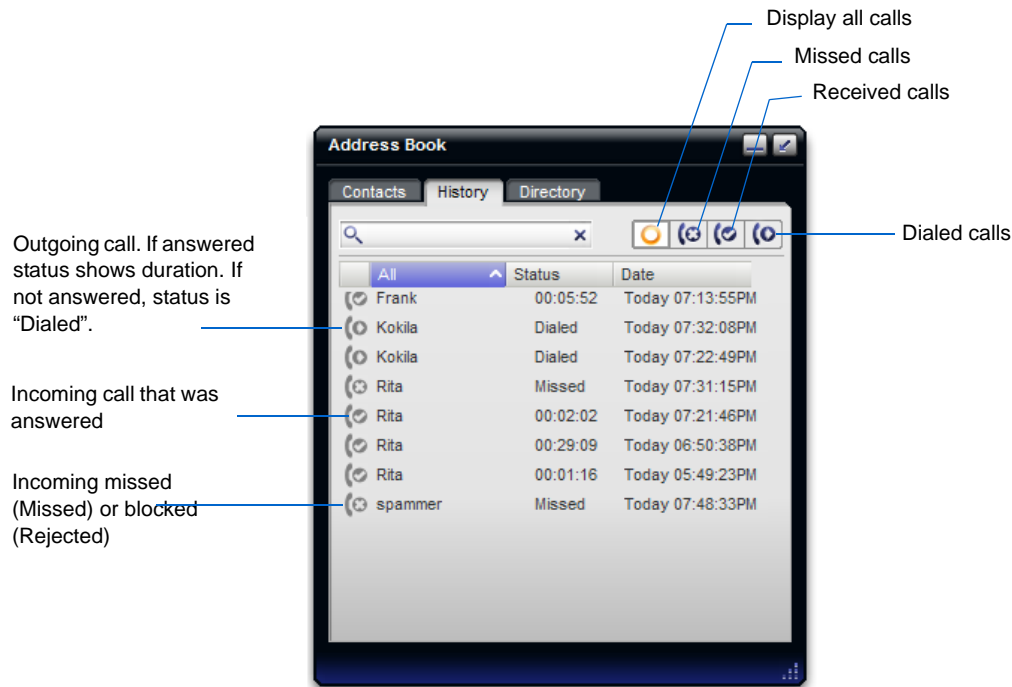 Display all calls
Missed calls
Received calls
Address Book
Contacts History Directory
Dialed calls
Outgoing call. If answered
status shows duration. If
not answered, status is
“Dialed”.
All Status Date
Frank 00:05:52 Today 07:13:55PM
Kokila Dialed Today 07:32:08PM
Kokila Dialed Today 07:22:49PM
Rita Missed Today 07:31:15PM
Incoming call that was
answered
Rita 00:02:02 Today 07:21:46PM
Rita 00:29:09 Today 06:50:38PM
Rita 00:01:16 Today 05:49:23PM
Incoming missed
(Missed) or blocked
(Rejected)
spammer Missed Today 07:48:33PM